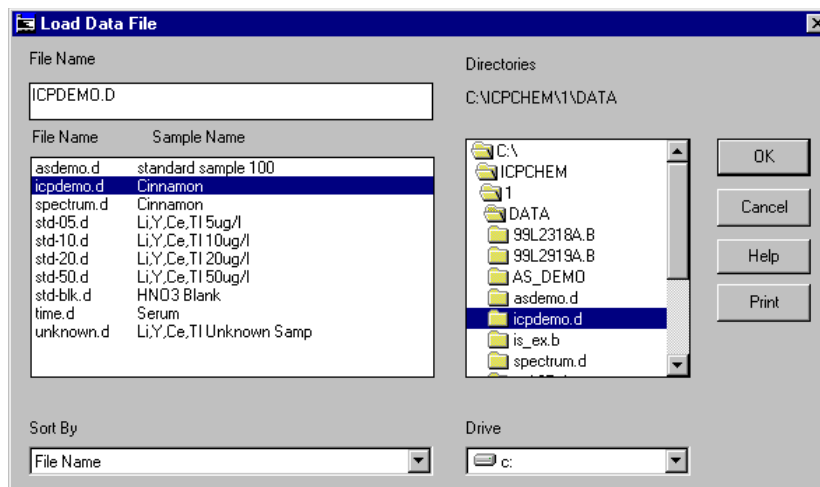 Load Data File
File Name
ICPDEMO.D
File Name Sample Name
asdemo.d standard sample 100
icpdemo.d Cinnamon
spectrum.d Cinnamon
std-05.d Li,Y,Ce,Tl 5ug/l
std-10.d Li,Y,Ce,Tl 10ug/l
std-20.d Li,Y,Ce,Tl 20ug/l
std-50.d Li,Y,Ce,Tl 50ug/l
std-blk.d HNO3 Blank
time.d Serum
unknown.d Li,Y,Ce,Tl Unknown Samp
Sort By
File Name
Directories
C:\ICPCHEM\1\DATA
C:\
ICPCHEM
1
DATA
99L2318A.B
99L2919A.B
AS_DEMO
asdemo.d
icpdemo.d
is_ex.b
spectrum.d
Drive
c:
OK
Cancel
Help
Print